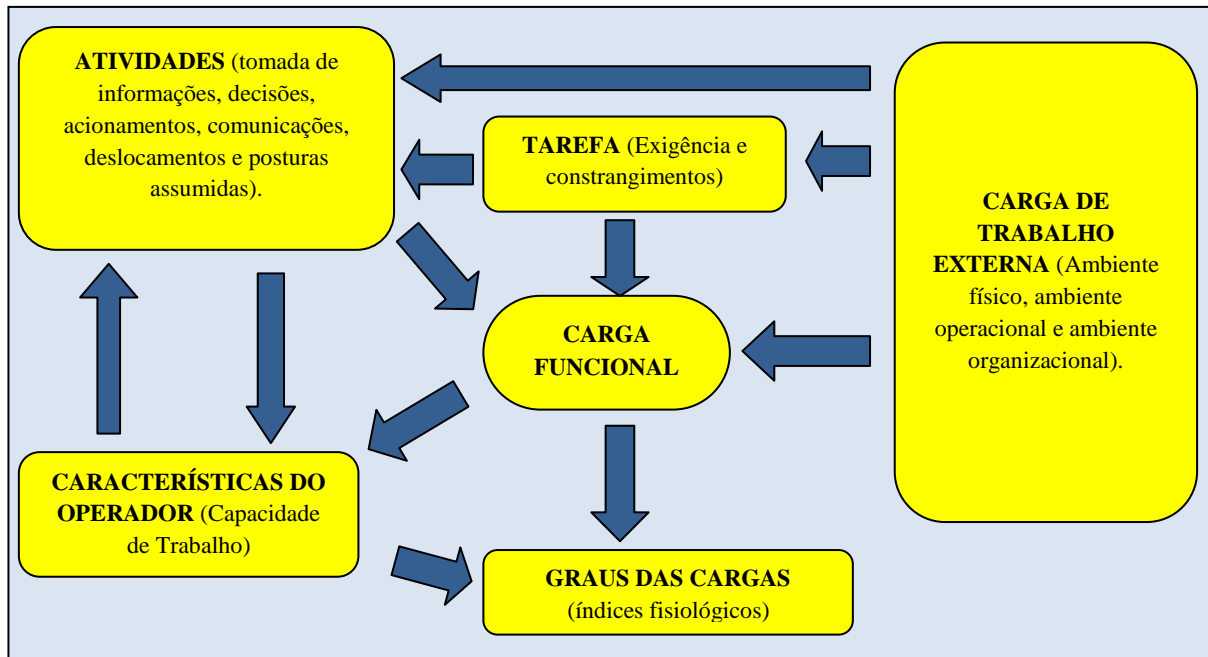 ATIVIDADES (tomada de
informações, decisões,
acionamentos, comunicações,
deslocamentos e posturas
assumidas).
TAREFA (Exigência e
constrangimentos)
CARGA DE
TRABALHO
EXTERNA (Ambiente
físico, ambiente
operacional e ambiente
organizacional).
CARGA
FUNCIONAL
CARACTERÍSTICAS DO
OPERADOR (Capacidade
de Trabalho)
GRAUS DAS CARGAS
(índices fisiológicos)